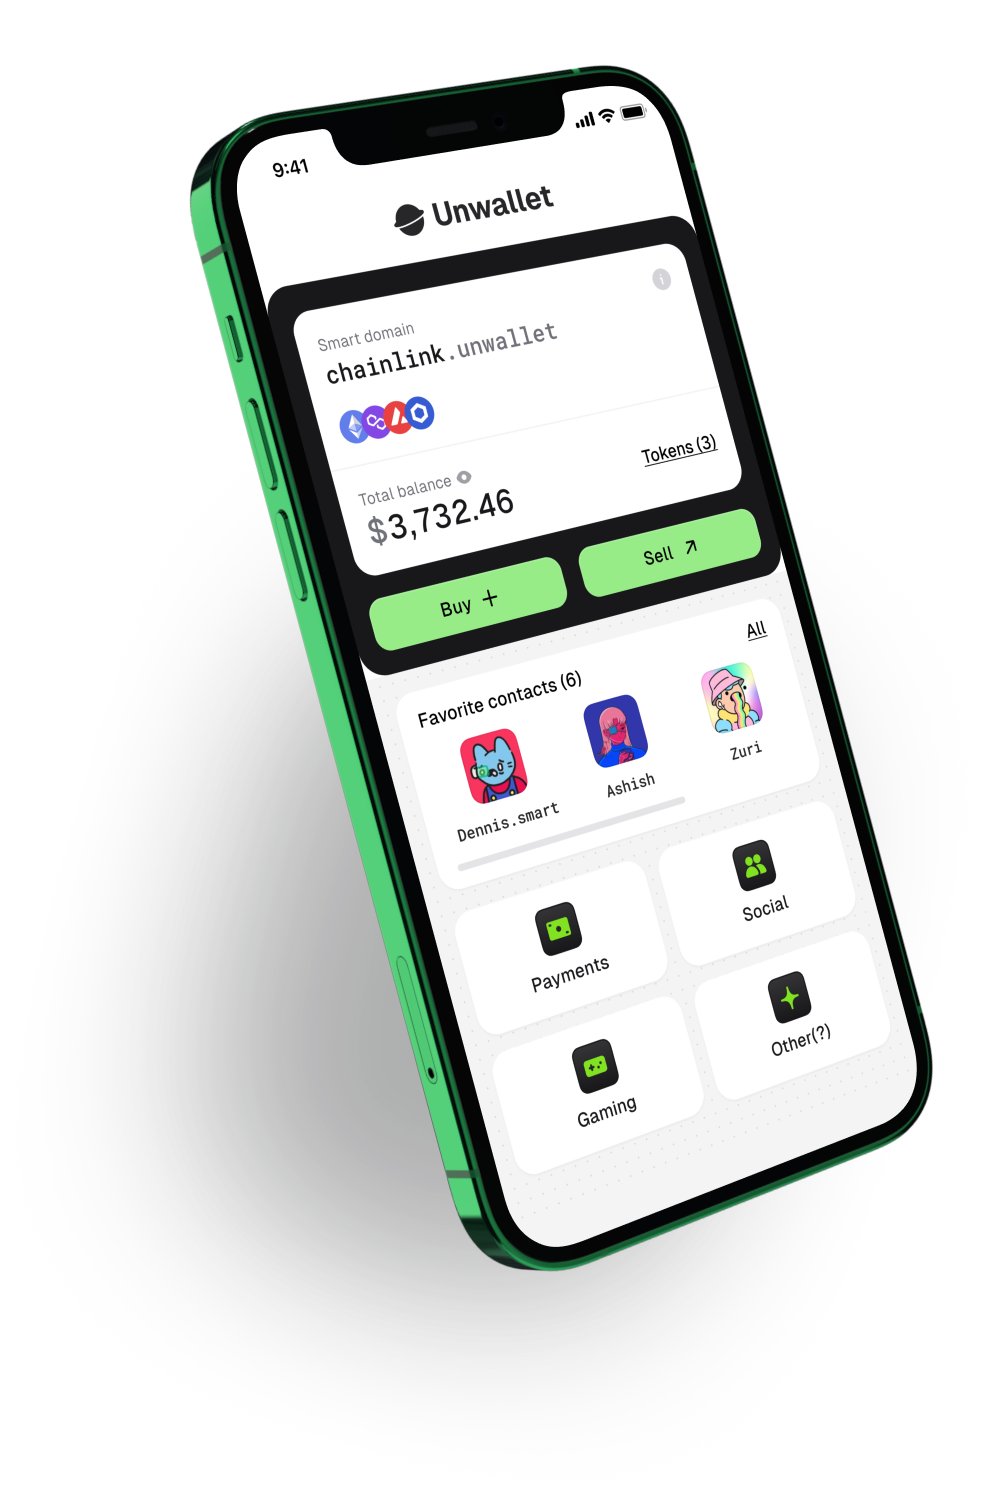 9:41
Unwallet
Smart domain
chainlink.unwallet
Total balance
$3,732.46
Tokens (3)
Buy +
Sell
Favorite contacts (6)
All
Dennis.smart
Ashish
Zuri
Payments
Social
Gaming
Other(?)